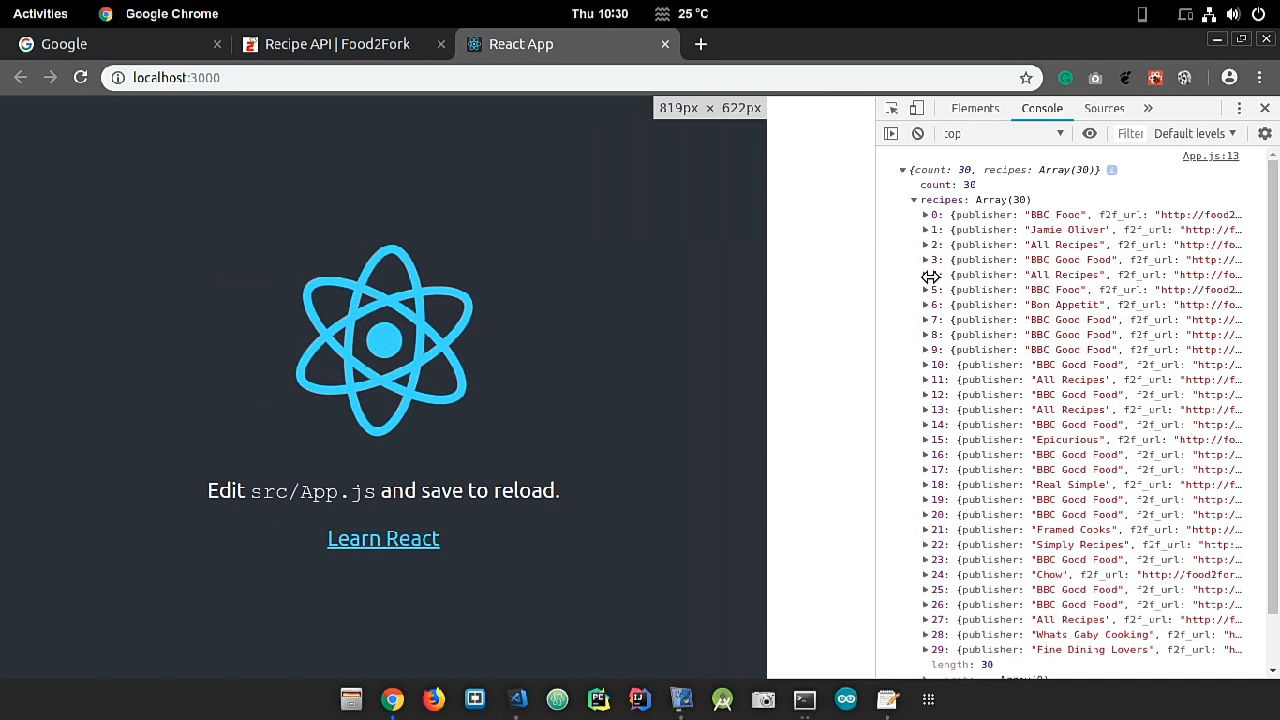 Activities Google Chrome Thu 10:30 25 °C
Google Recipe API | Food2Fork React App
localhost:3000
819px × 622px
Elements Console Sources
top Filter Default levels
App.js:13
{count: 30, recipes: Array(30)}
count: 30
recipes: Array(30)
0: {publisher: "BBC Food", f2f_url: "http://food2…
1: {publisher: "Jamie Oliver", f2f_url: "http://f…
2: {publisher: "All Recipes", f2f_url: "http://fo…
3: {publisher: "BBC Good Food", f2f_url: "http://…
{publisher: "All Recipes", f2f_url: "http://fo…
5: {publisher: "BBC Food", f2f_url: "http://food2…
6: {publisher: "Bon Appetit", f2f_url: "http://fo…
7: {publisher: "BBC Good Food", f2f_url: "http://…
8: {publisher: "BBC Good Food", f2f_url: "http://…
9: {publisher: "BBC Good Food", f2f_url: "http://…
10: {publisher: "BBC Good Food", f2f_url: "http:/…
11: {publisher: "All Recipes", f2f_url: "http://f…
12: {publisher: "BBC Good Food", f2f_url: "http:/…
13: {publisher: "All Recipes", f2f_url: "http://f…
14: {publisher: "BBC Good Food", f2f_url: "http:/…
15: {publisher: "Epicurious", f2f_url: "http://fo…
16: {publisher: "BBC Good Food", f2f_url: "http:/…
17: {publisher: "BBC Good Food", f2f_url: "http:/…
18: {publisher: "Real Simple", f2f_url: "http://f…
19: {publisher: "BBC Good Food", f2f_url: "http:/…
20: {publisher: "BBC Good Food", f2f_url: "http:/…
21: {publisher: "Framed Cooks", f2f_url: "http://…
22: {publisher: "Simply Recipes", f2f_url: "http:…
23: {publisher: "BBC Good Food", f2f_url: "http:/…
24: {publisher: "Chow", f2f_url: "http://food2for…
25: {publisher: "BBC Good Food", f2f_url: "http:/…
26: {publisher: "BBC Good Food", f2f_url: "http:/…
27: {publisher: "All Recipes", f2f_url: "http://f…
28: {publisher: "Whats Gaby Cooking", f2f_url: "h…
29: {publisher: "Fine Dining Lovers", f2f_url: "h…
length: 30
Edit src/App.js and save to reload.
Learn React